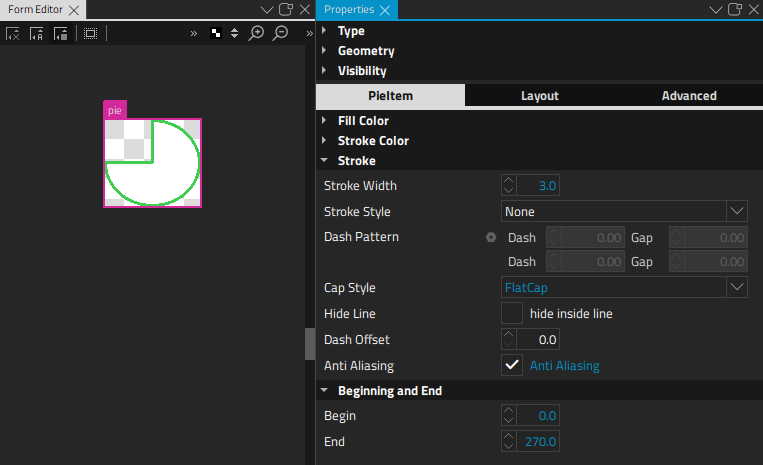 Form Editor
Properties
Type
Geometry
Visibility
PieItem Layout Advanced
Fill Color
Stroke Color
Stroke
Stroke Width 3.0
Stroke Style None
Dash Pattern Dash 0.00 Gap 0.00
Dash 0.00 Gap 0.00
Cap Style FlatCap
Hide Line hide inside line
Dash Offset 0.0
Anti Aliasing Anti Aliasing
Beginning and End
Begin 0.0
End 270.0
pie